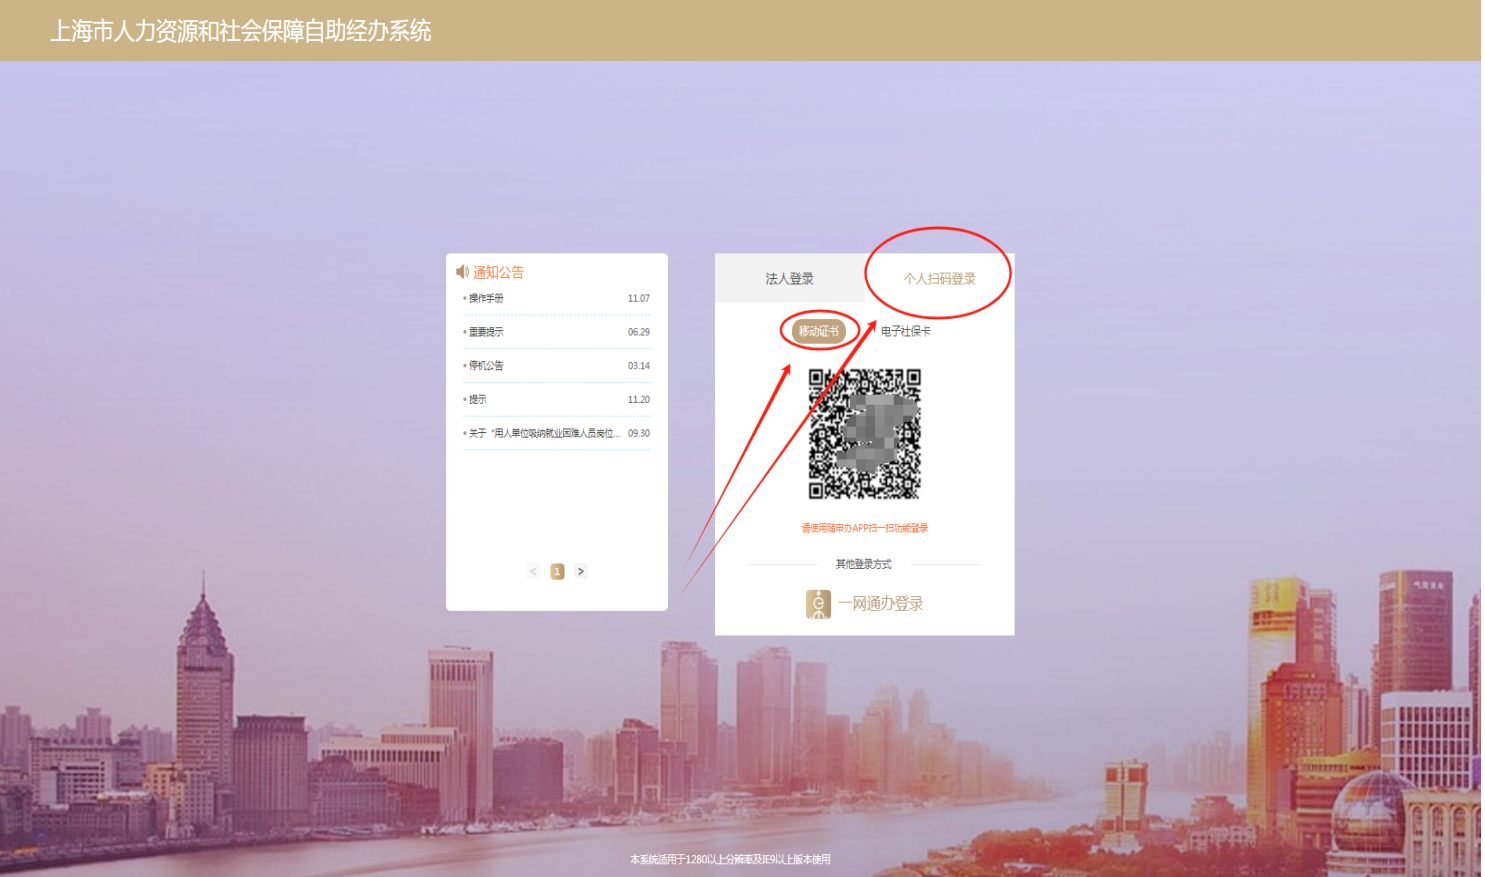 上海市人力资源和社会保障自助经办系统
通知公告
操作手册 11.07
重要提示 06.29
停机公告 03.14
提示 11.20
关于“用人单位吸纳就业困难人员岗位... 09.30
< 1 >
法人登录 个人扫码登录
移动证书 电子社保卡
请使用随申办APP扫一扫功能登录
其他登录方式
一网通办登录
本系统适用于1280以上分辨率及IE9以上版本使用